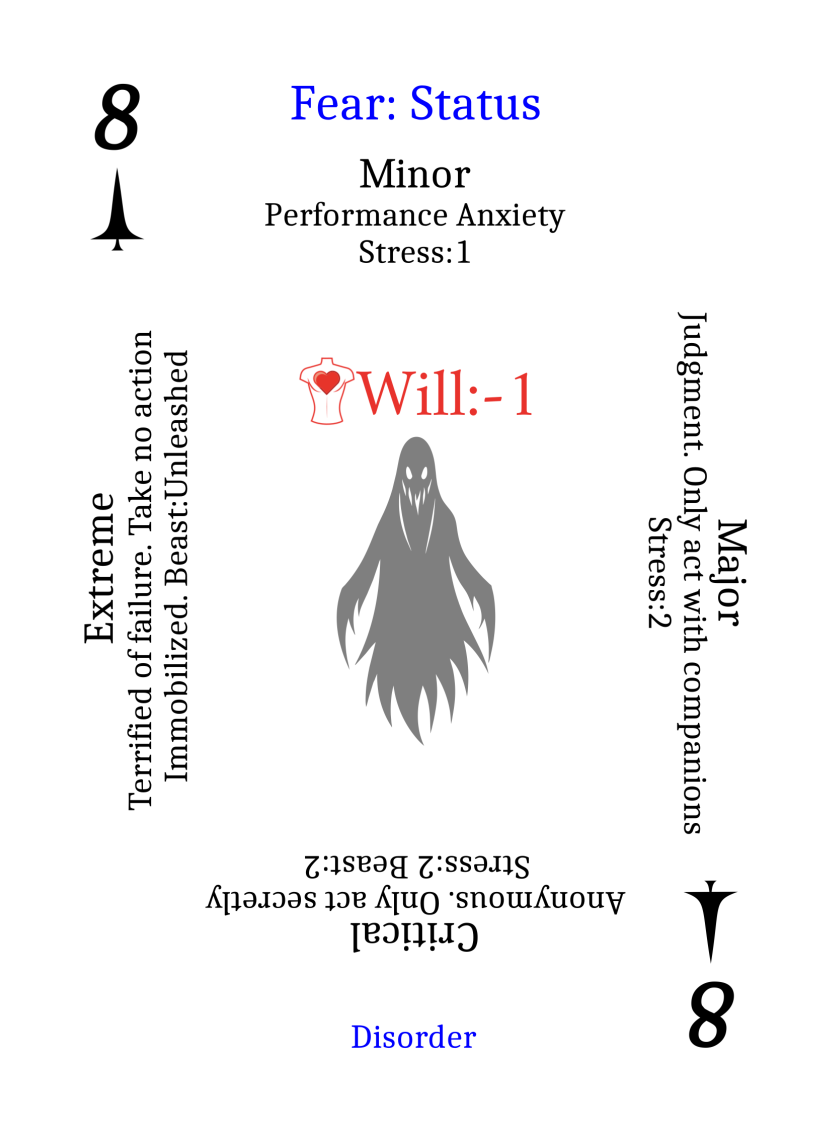 8
Fear: Status
Minor
Performance Anxiety
Stress:1
Will:-1
Major
Judgment. Only act with companions
Stress:2
Critical
Anonymous. Only act secretly
Stress:2 Beast:2
Extreme
Terrified of failure. Take no action
Immobilized. Beast:Unleashed
Disorder
8